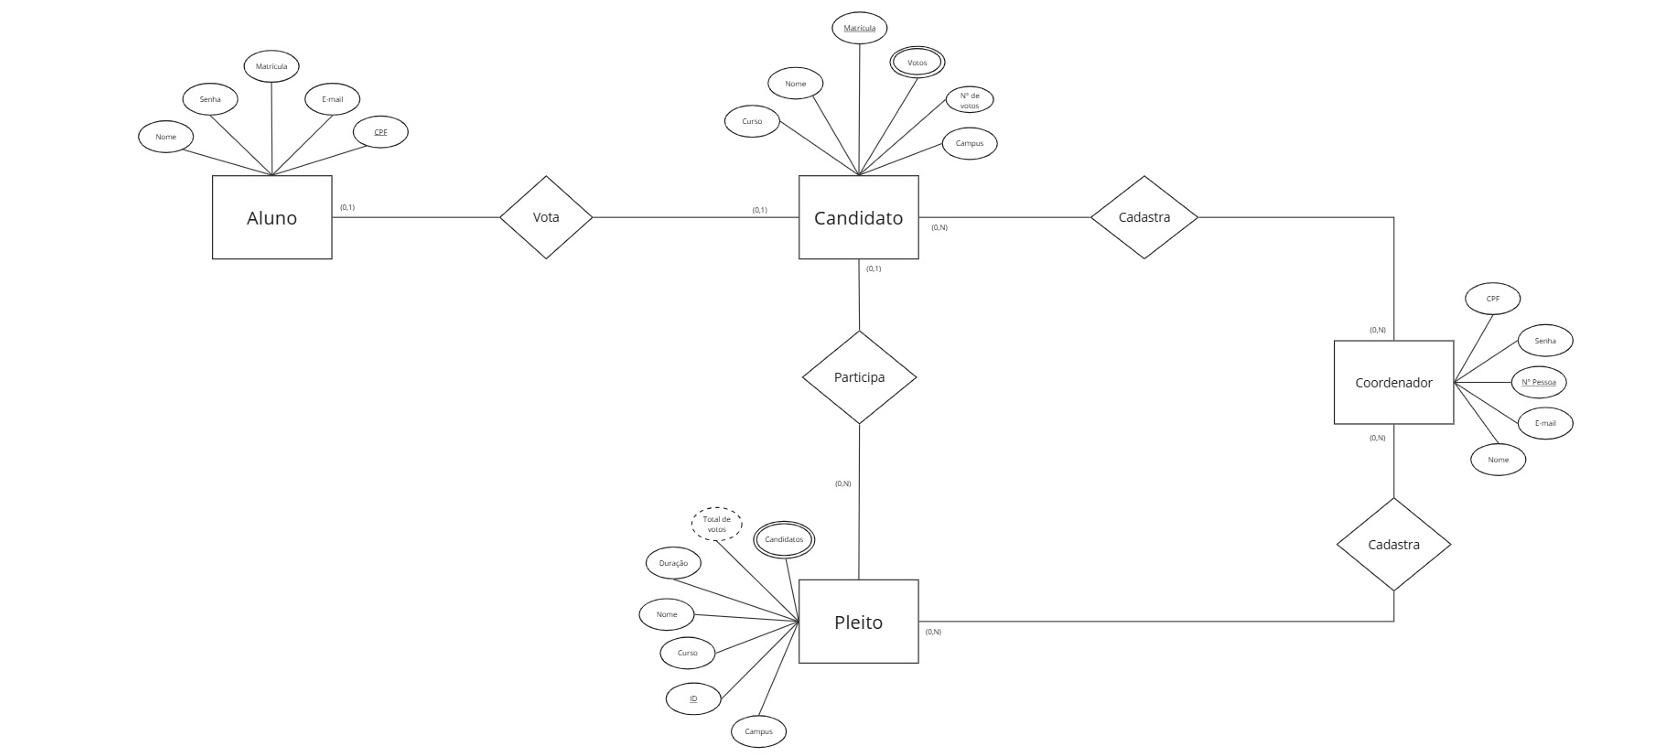 Matrícula
Votos
Matrícula
Nome
Senha
E-mail
Nº de
votos
Curso
CPF
Nome
Campus
Aluno
(0,1)
Vota
(0,1)
Candidato
(0,N)
Cadastra
(0,1)
CPF
(0,N)
Senha
Participa
Coordenador
Nº Pessoa
E-mail
(0,N)
Nome
(0,N)
Total de
votos
Candidatos
Cadastra
Duração
Nome
Pleito
(0,N)
Curso
ID
Campus